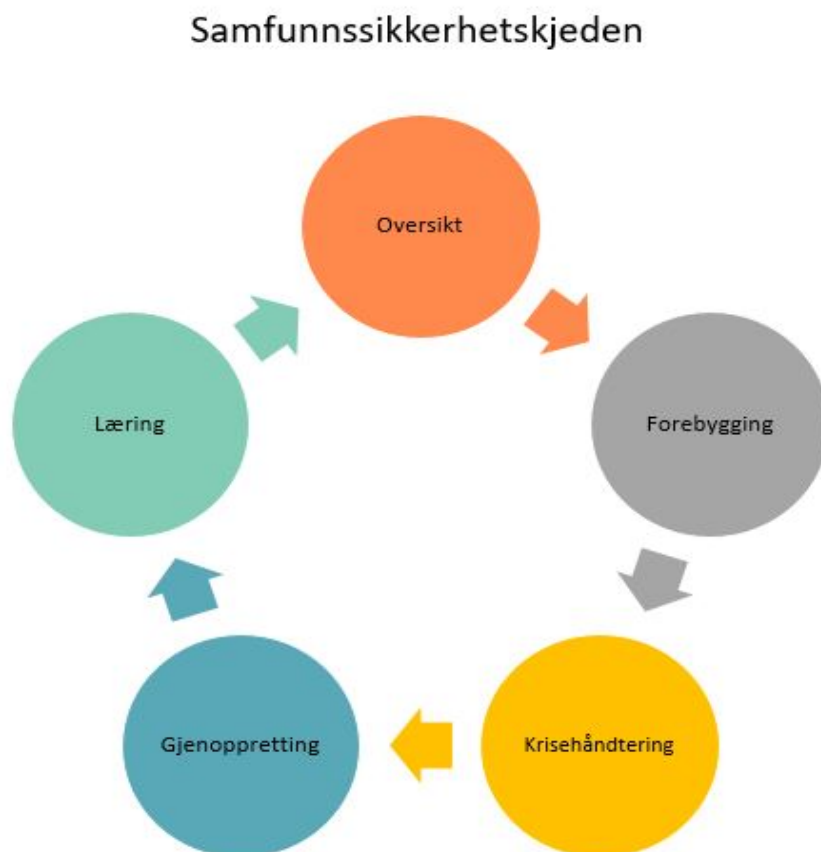 Samfunnssikkerhetskjeden
Oversikt
Forebygging
Krisehåndtering
Gjenoppretting
Læring